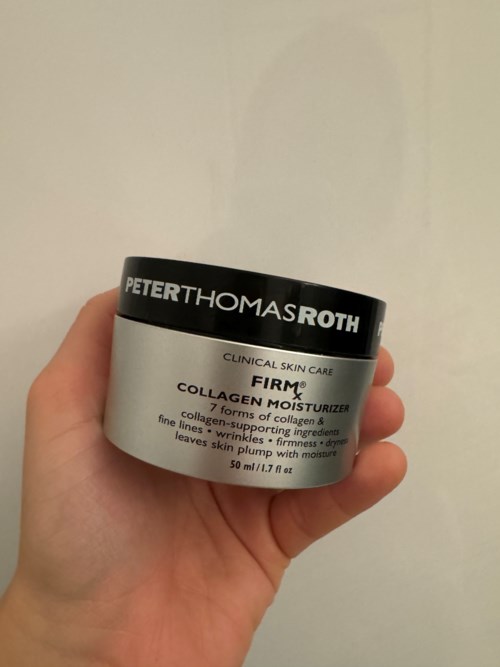 PETERTHOMASROTH
CLINICAL SKIN CARE
FIRMx®
COLLAGEN MOISTURIZER
7 forms of collagen &
collagen-supporting ingredients
fine lines • wrinkles • firmness • dryness
leaves skin plump with moisture
50 ml / 1.7 fl oz